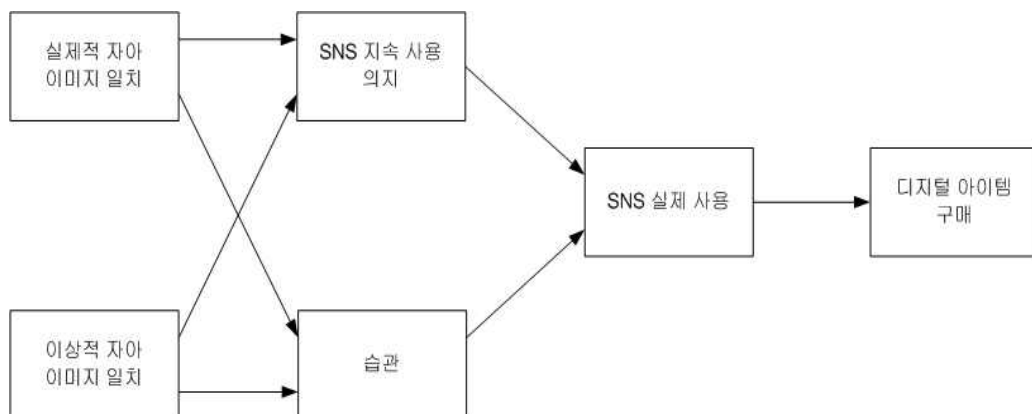 실제적 자아
이미지 일치
SNS 지속 사용
의지
SNS 실제 사용
디지털 아이템
구매
이상적 자아
이미지 일치
습관